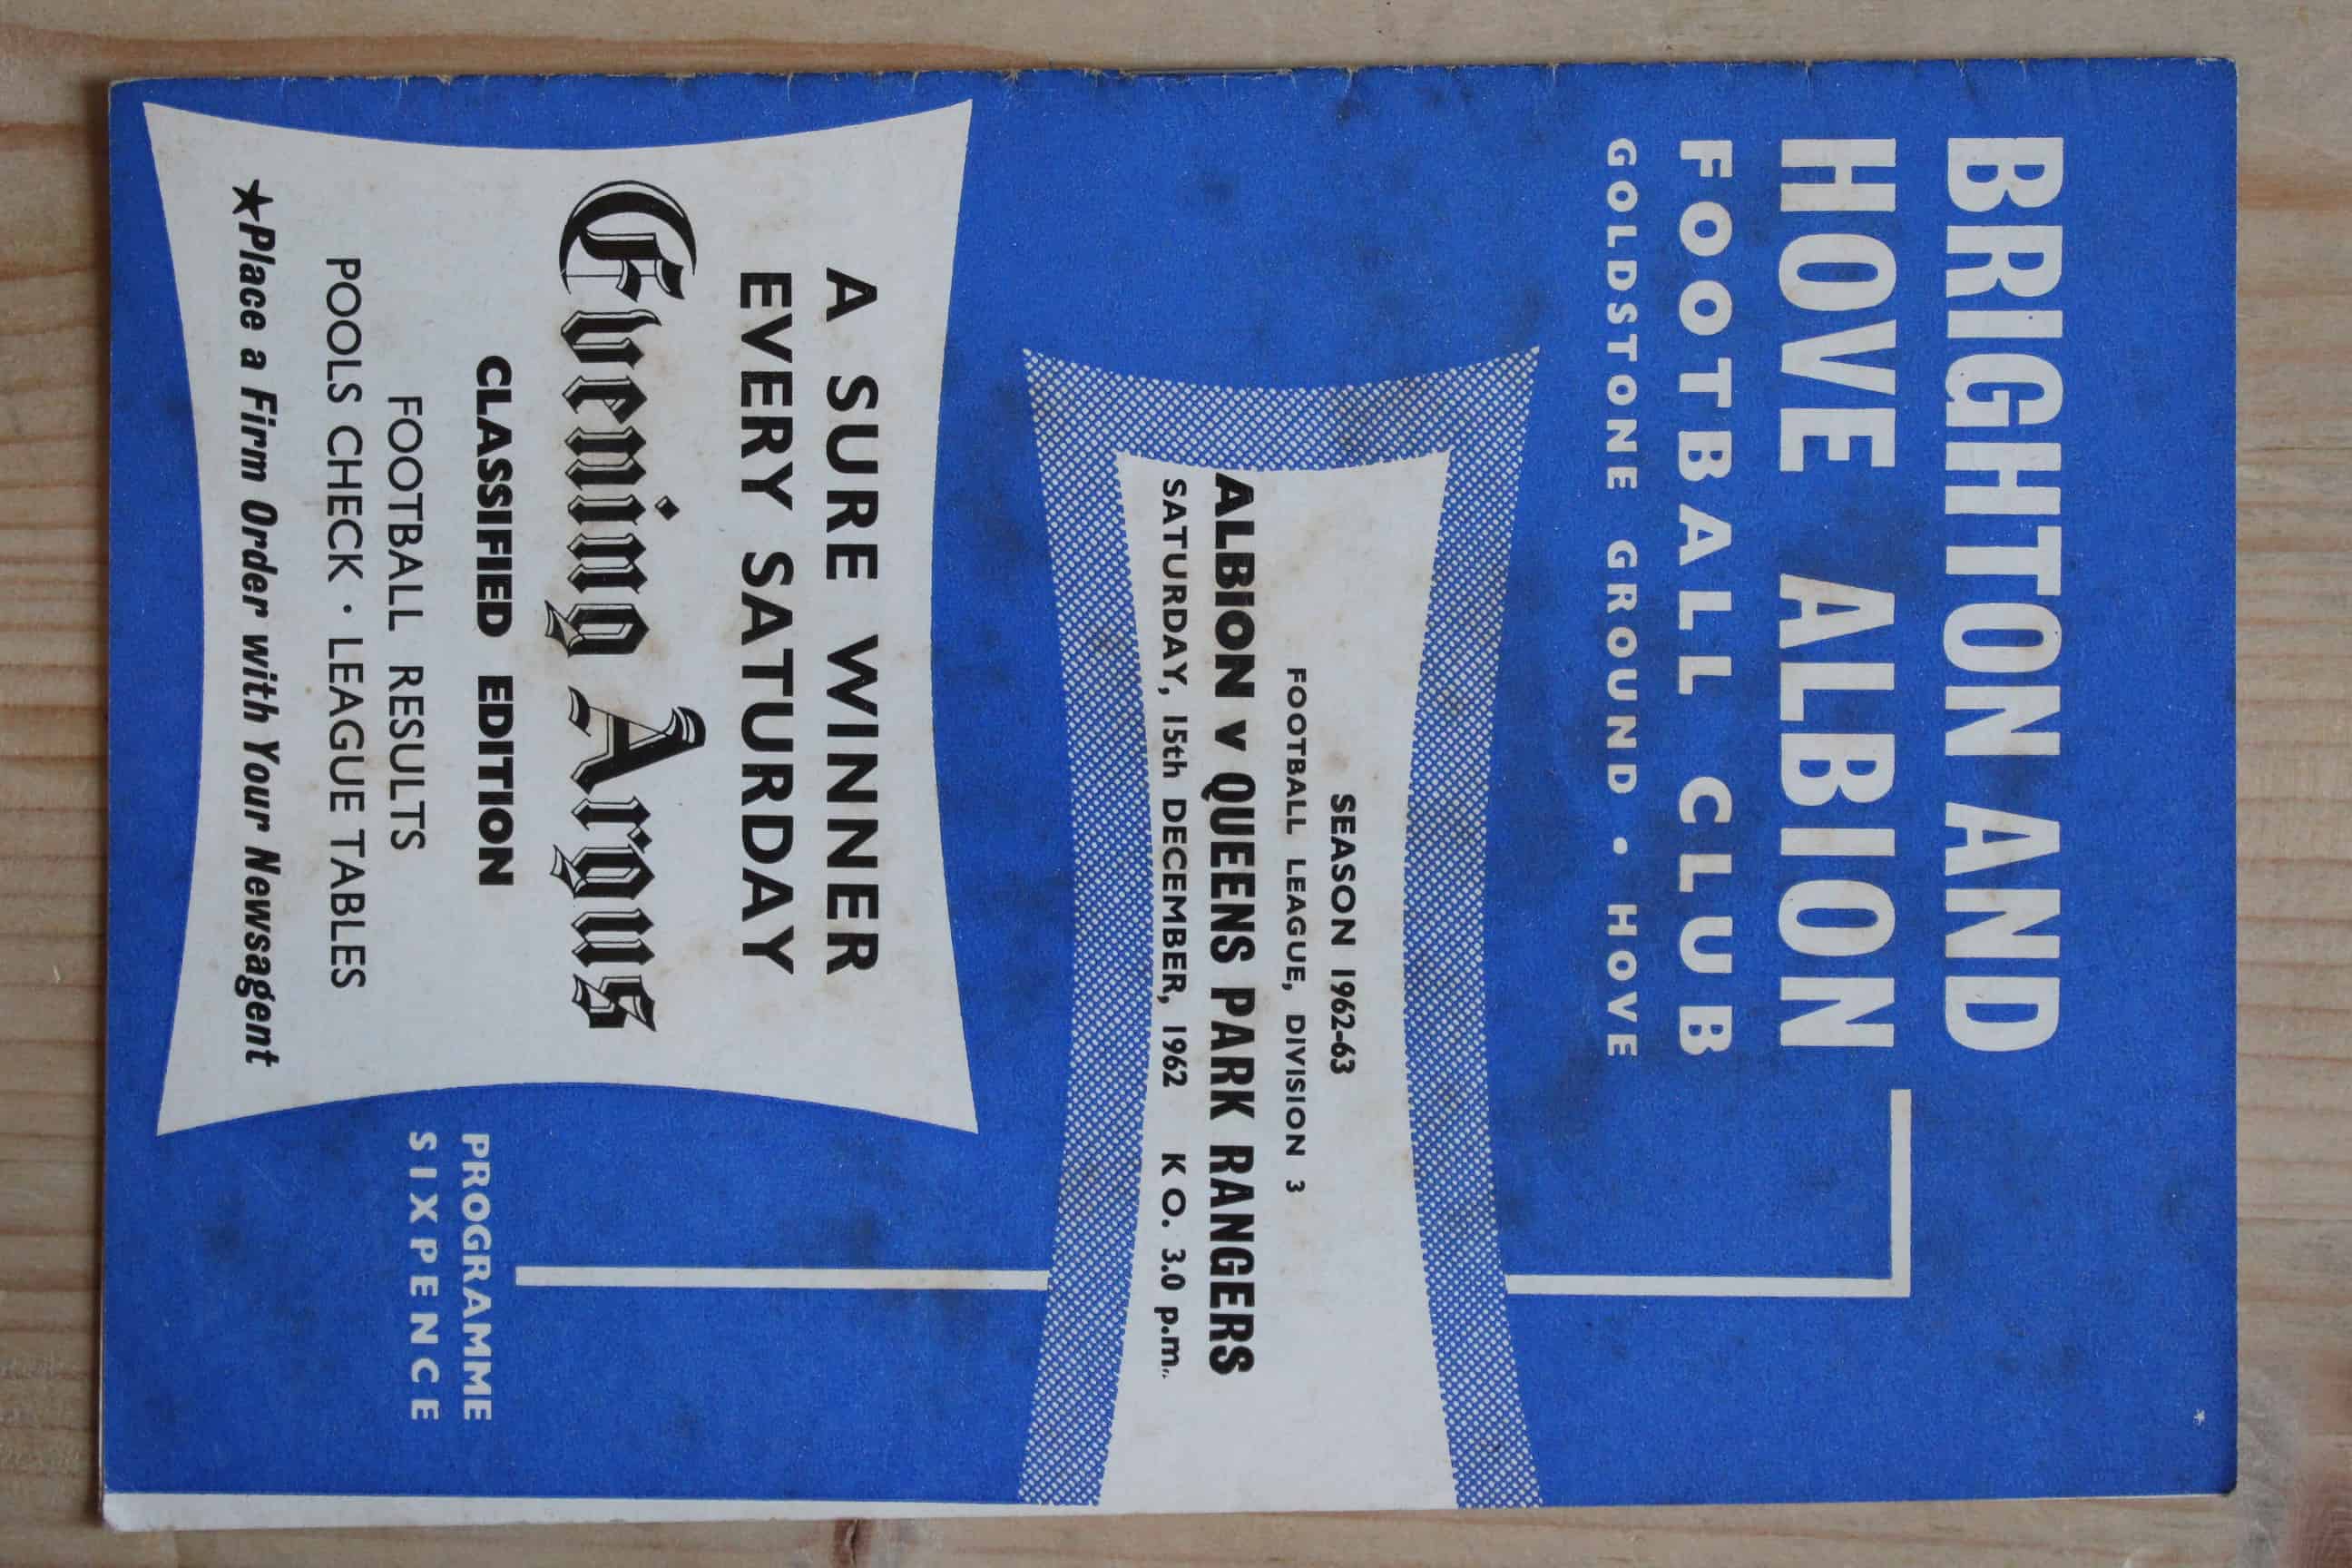 BRIGHTON AND
HOVE ALBION
FOOTBALL CLUB
GOLDSTONE GROUND • HOVE
SEASON 1962-63
FOOTBALL LEAGUE, DIVISION 3
ALBION v QUEENS PARK RANGERS
SATURDAY, 15th DECEMBER, 1962 K O. 3.0 p.m.
A SURE WINNER
EVERY SATURDAY
Evening Argus
CLASSIFIED EDITION
FOOTBALL RESULTS
POOLS CHECK · LEAGUE TABLES
★Place a Firm Order with Your Newsagent
PROGRAMME
SIXPENCE